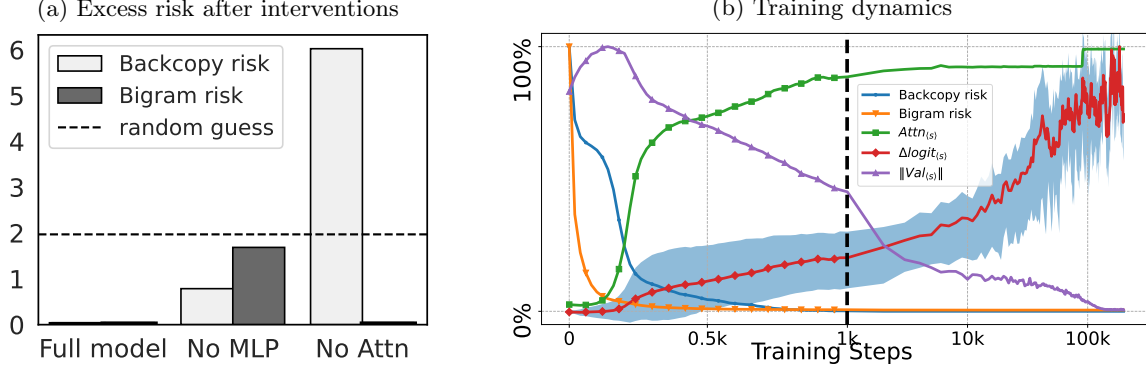 (a) Excess risk after interventions
6
5
4
3
2
1
0
Backcopy risk
Bigram risk
random guess
Full model No MLP No Attn
(b) Training dynamics
100%
0%
Backcopy risk
Bigram risk
Attn⟨s⟩
Δlogit⟨s⟩
‖Val⟨s⟩‖
0 0.5k 1k 10k 100k
Training Steps